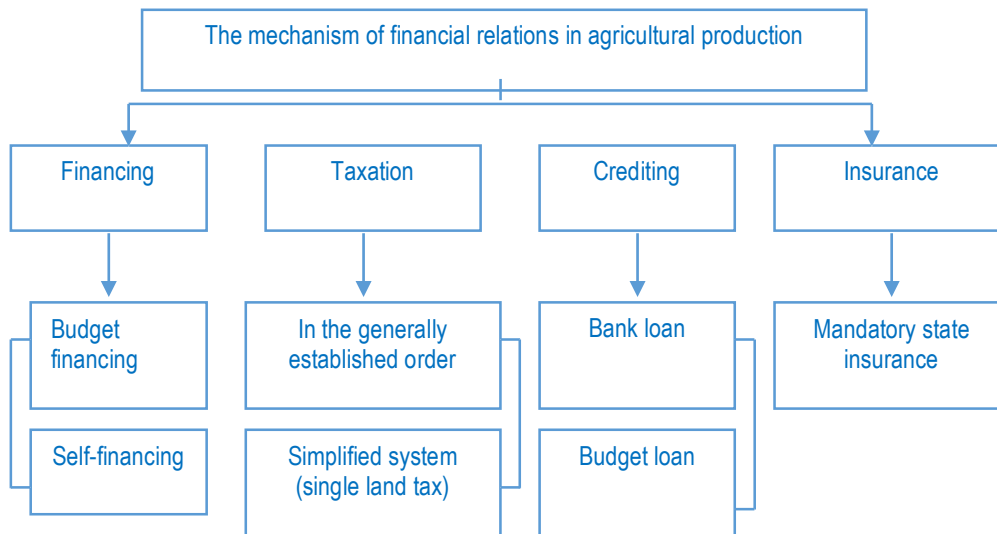 The mechanism of financial relations in agricultural production
Financing
Taxation
Crediting
Insurance
Budget
financing
In the generally
established order
Bank loan
Mandatory state
insurance
Self-financing
Simplified system
(single land tax)
Budget loan